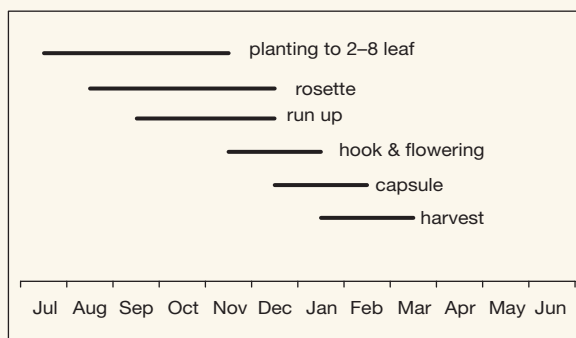 planting to 2–8 leaf
rosette
run up
hook & flowering
capsule
harvest
Jul Aug Sep Oct Nov Dec Jan Feb Mar Apr May Jun